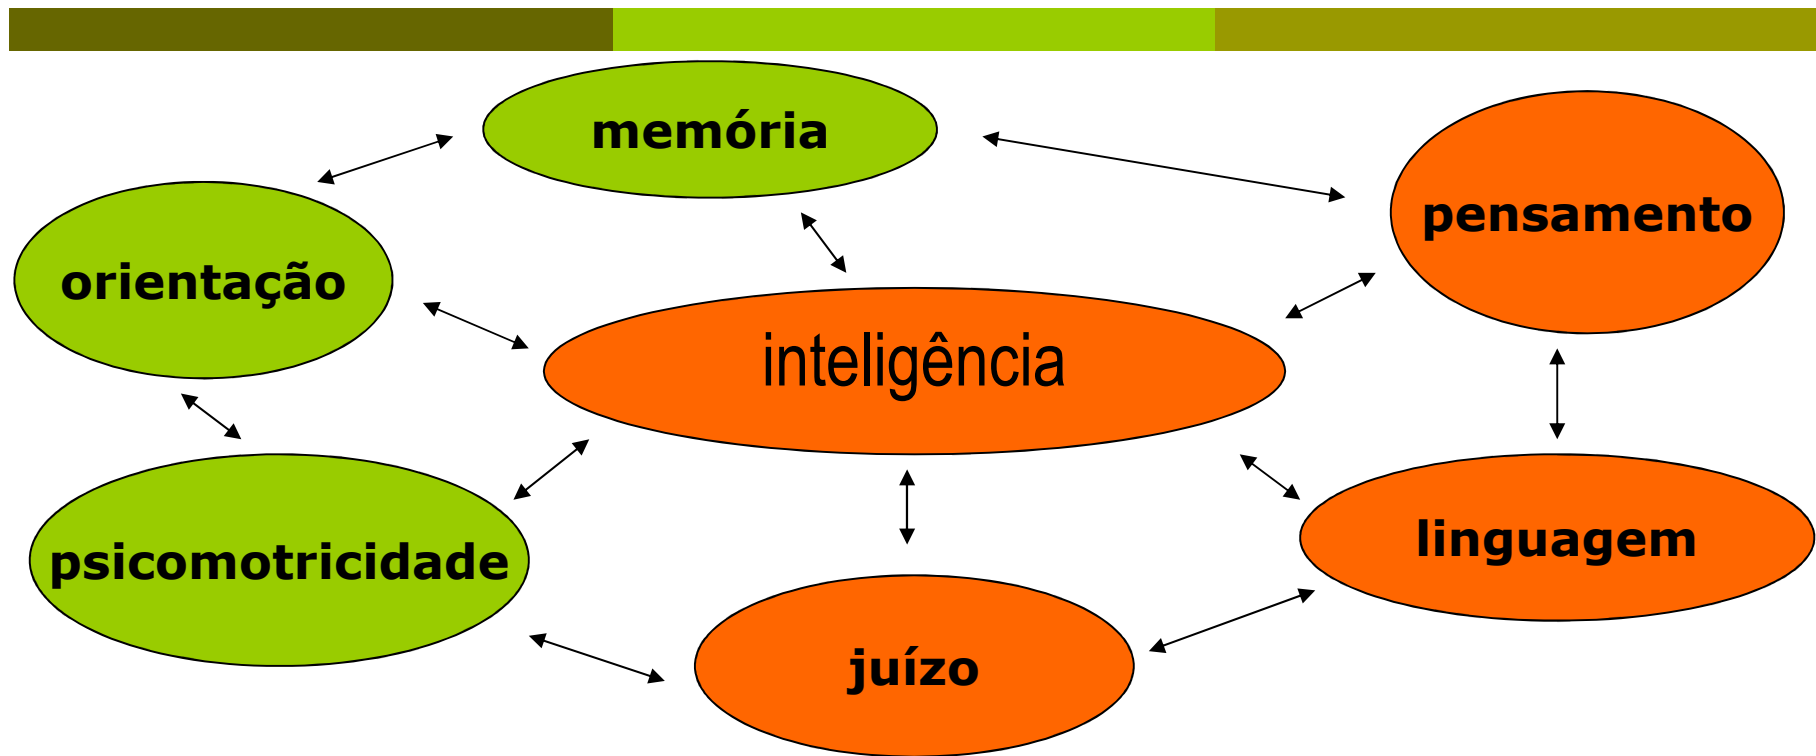 memória
pensamento
orientação
inteligência
linguagem
psicomotricidade
juízo